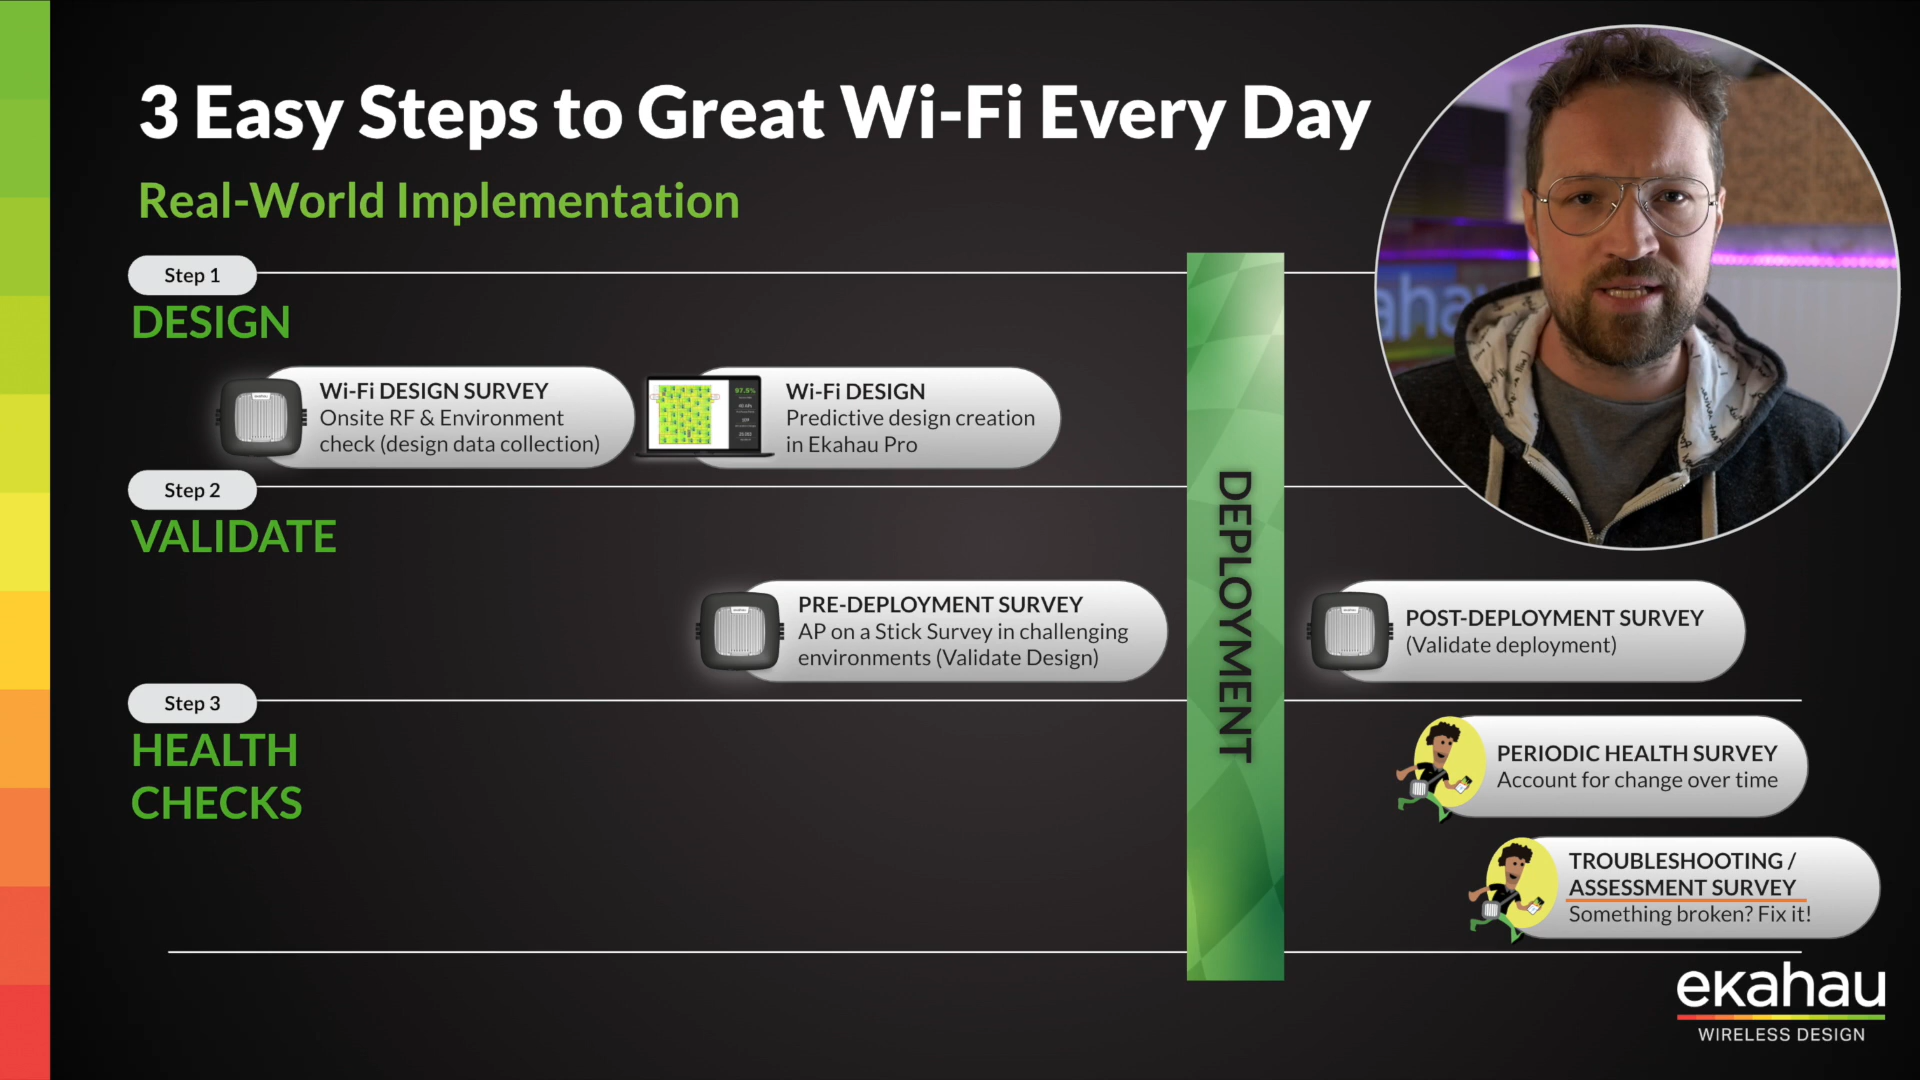 3 Easy Steps to Great Wi-Fi Every Day
Real-World Implementation
Step 1
DESIGN
Wi-Fi DESIGN SURVEY
Onsite RF & Environment
check (design data collection)
97.5%
Wi-Fi DESIGN
Predictive design creation
in Ekahau Pro
Step 2
VALIDATE
PRE-DEPLOYMENT SURVEY
AP on a Stick Survey in challenging
environments (Validate Design)
DEPLOYMENT
POST-DEPLOYMENT SURVEY
(Validate deployment)
Step 3
HEALTH
CHECKS
PERIODIC HEALTH SURVEY
Account for change over time
TROUBLESHOOTING /
ASSESSMENT SURVEY
Something broken? Fix it!
ekahau
WIRELESS DESIGN